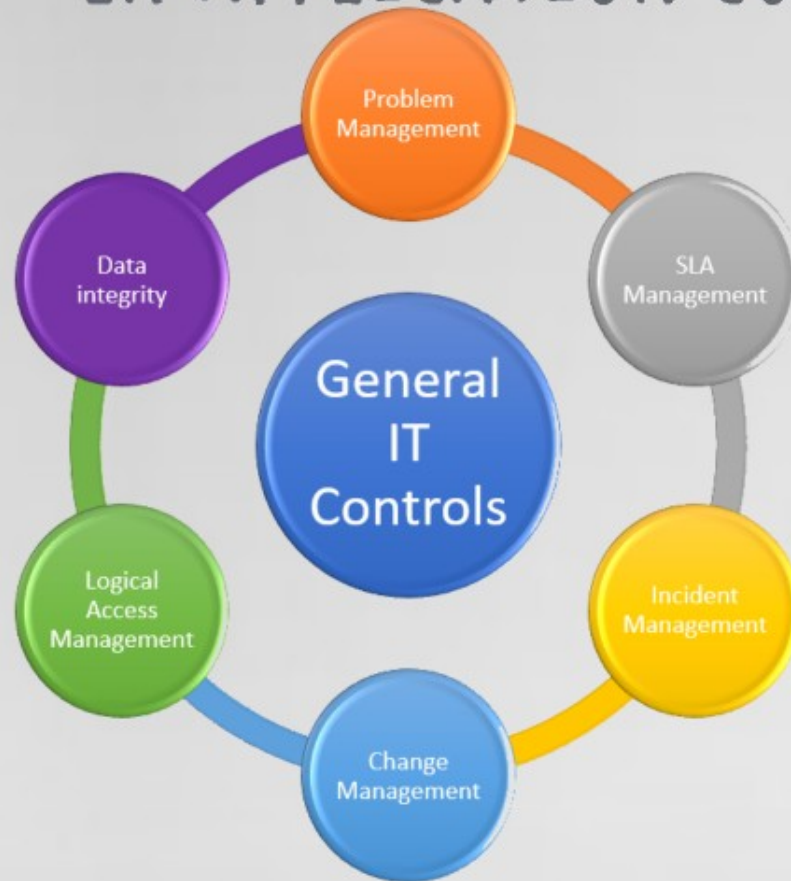 Problem
Management
SLA
Management
Incident
Management
Change
Management
Logical
Access
Management
Data
integrity
General
IT
Controls